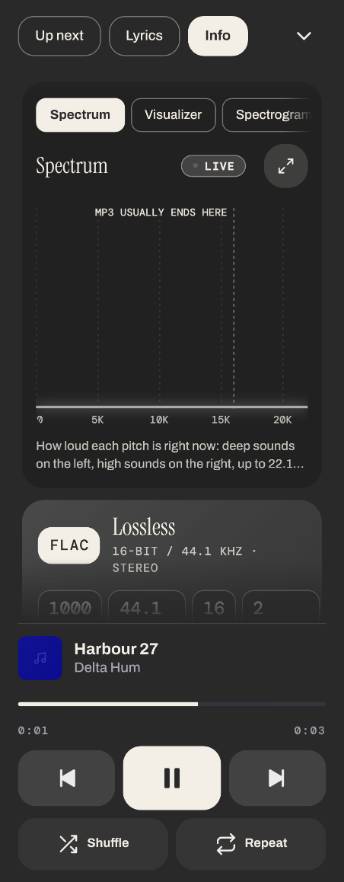 Up next
Lyrics
Info
Spectrum
Visualizer
Spectrogram
Spectrum
LIVE
MP3 USUALLY ENDS HERE
0 5K 10K 15K 20K
How loud each pitch is right now: deep sounds
on the left, high sounds on the right, up to 22.1...
FLAC
Lossless
16-BIT / 44.1 KHZ ·
STEREO
1000 44.1 16 2
Harbour 27
Delta Hum
0:01 0:03
Shuffle
Repeat